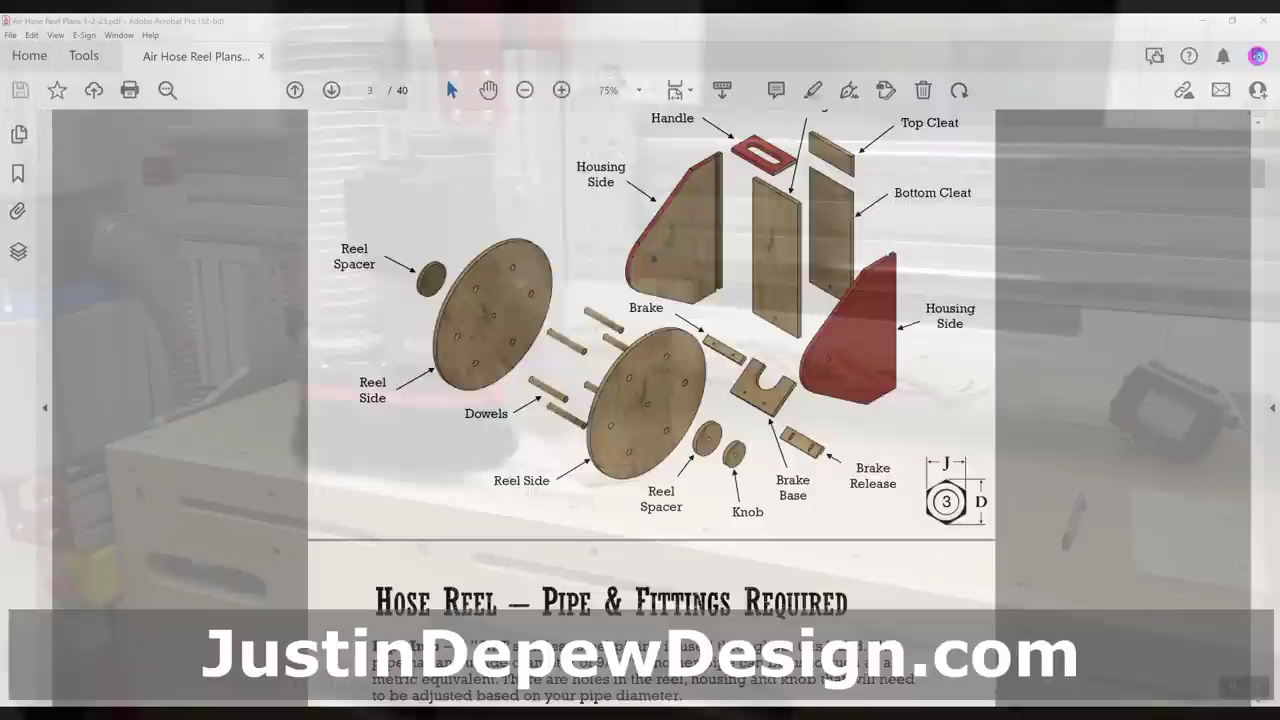 Air Hose Reel Plans 1-2-23.pdf - Adobe Acrobat Pro (32-bit)
File Edit View E-Sign Window Help
Home Tools Air Hose Reel Plans... ×
3 / 40 75%
Handle
Top Cleat
Housing
Side
Bottom Cleat
Reel
Spacer
Brake
Housing
Side
Reel
Side
Dowels
Reel Side
Reel
Spacer
Knob
Brake
Base
Brake
Release
J
3 D
Hose Reel – Pipe & Fittings Required
JustinDepewDesign.com
metric equivalent. There are holes in the reel, housing and knob that will need
to be adjusted based on your pipe diameter.